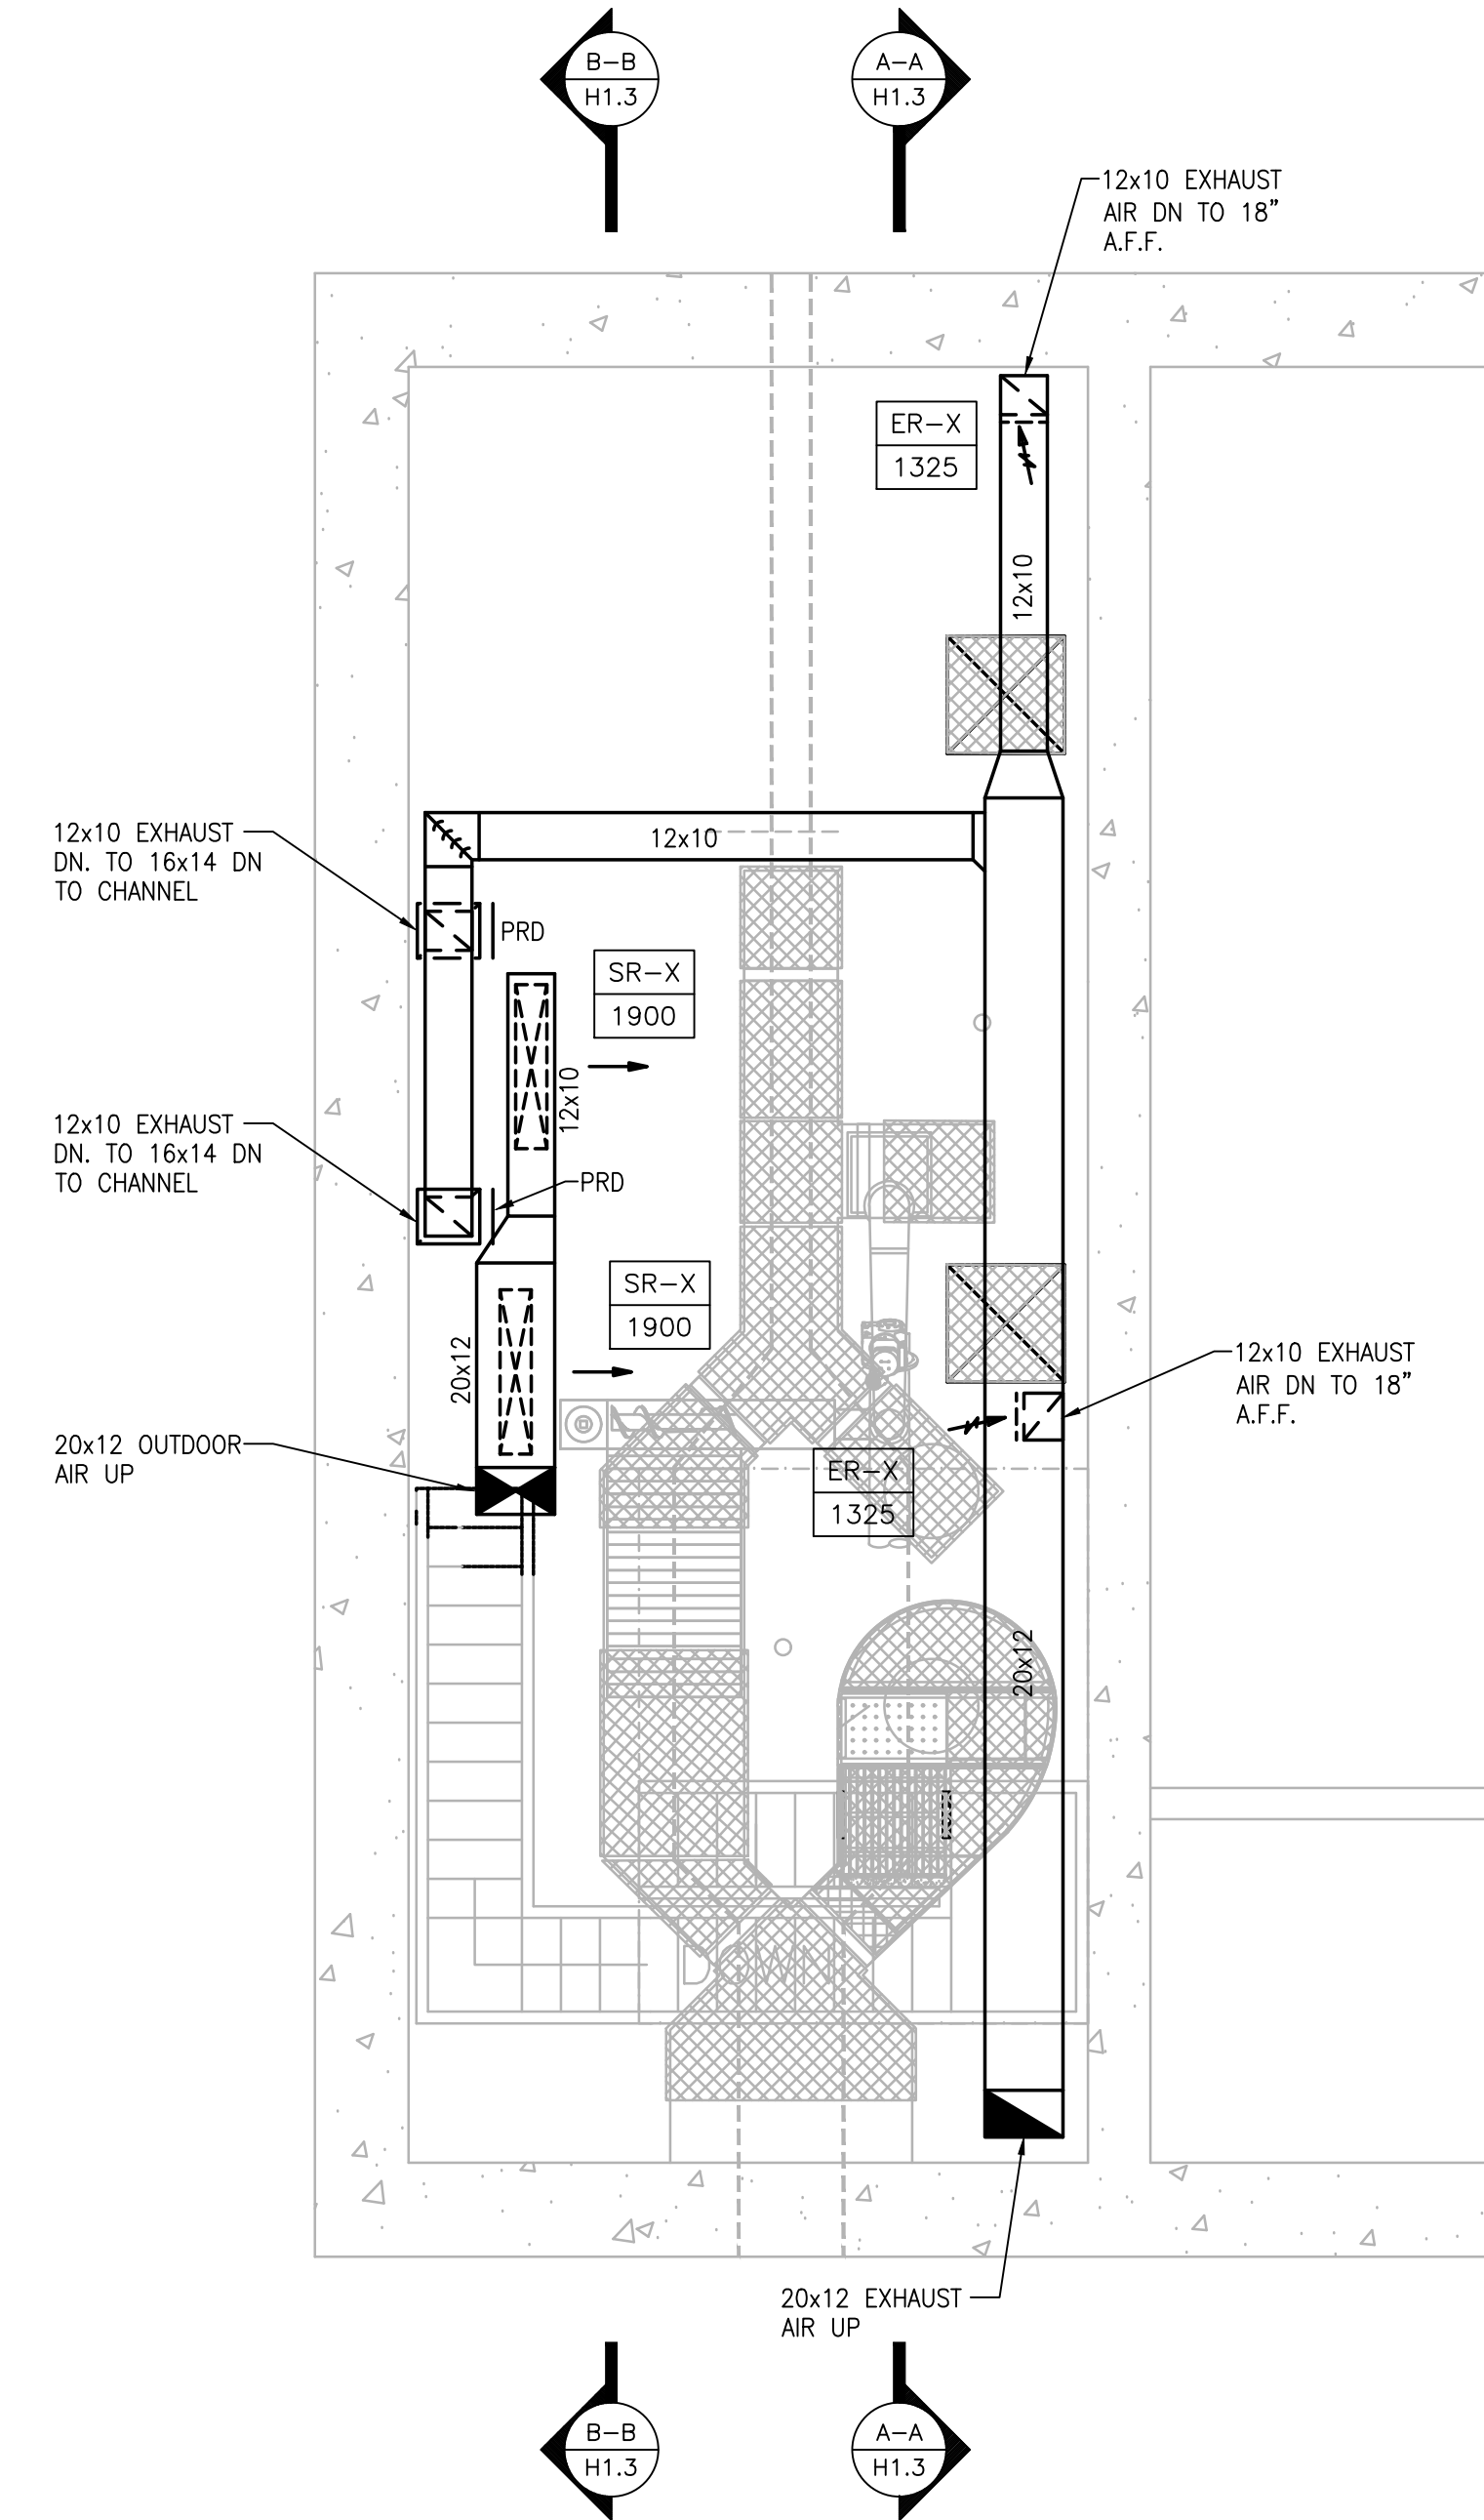 B-B
H1.3
A-A
H1.3
12x10 EXHAUST
AIR DN TO 18"
A.F.F.
ER-X
1325
12x10
12x10 EXHAUST
DN. TO 16x14 DN
TO CHANNEL
12x10
PRD
SR-X
1900
12x10
12x10 EXHAUST
DN. TO 16x14 DN
TO CHANNEL
PRD
SR-X
1900
20x12
12x10 EXHAUST
AIR DN TO 18"
A.F.F.
20x12 OUTDOOR
AIR UP
ER-X
1325
20x12
DOWN
20x12 EXHAUST
AIR UP
B-B
H1.3
A-A
H1.3